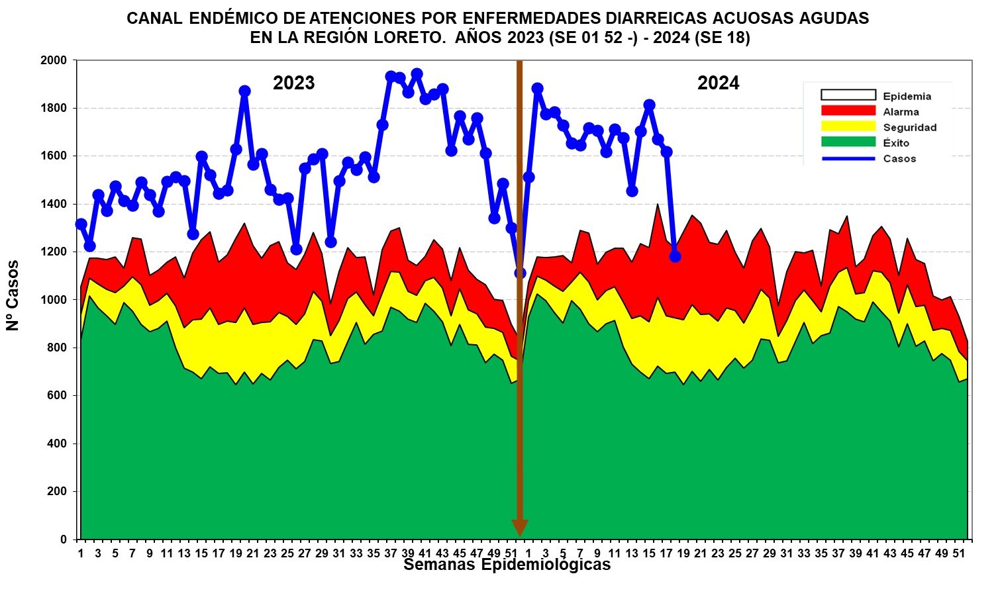 CANAL ENDÉMICO DE ATENCIONES POR ENFERMEDADES DIARREICAS ACUOSAS AGUDAS
EN LA REGIÓN LORETO. AÑOS 2023 (SE 01 52 -) - 2024 (SE 18)
2023
2024
Epidemia
Alarma
Seguridad
Éxito
Casos
Nº Casos
2000
1800
1600
1400
1200
1000
800
600
400
200
0
1 3 5 7 9 11 13 15 17 19 21 23 25 27 29 31 33 35 37 39 41 43 45 47 49 51 1 3 5 7 9 11 13 15 17 19 21 23 25 27 29 31 33 35 37 39 41 43 45 47 49 51
Semanas Epidemiológicas